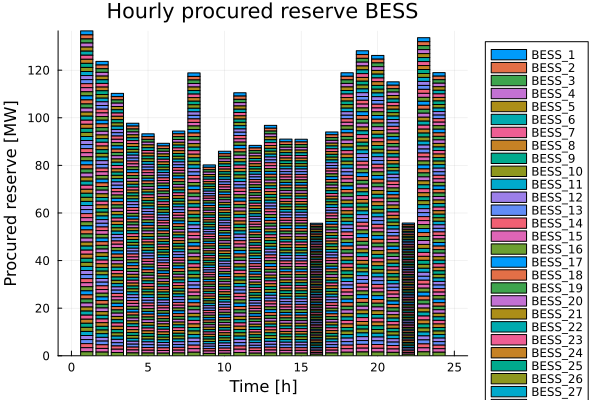 Hourly procured reserve BESS
Procured reserve [MW]
120
100
80
60
40
20
0
0 5 10 15 20 25
Time [h]
BESS_1
BESS_2
BESS_3
BESS_4
BESS_5
BESS_6
BESS_7
BESS_8
BESS_9
BESS_10
BESS_11
BESS_12
BESS_13
BESS_14
BESS_15
BESS_16
BESS_17
BESS_18
BESS_19
BESS_20
BESS_21
BESS_22
BESS_23
BESS_24
BESS_25
BESS_26
BESS_27